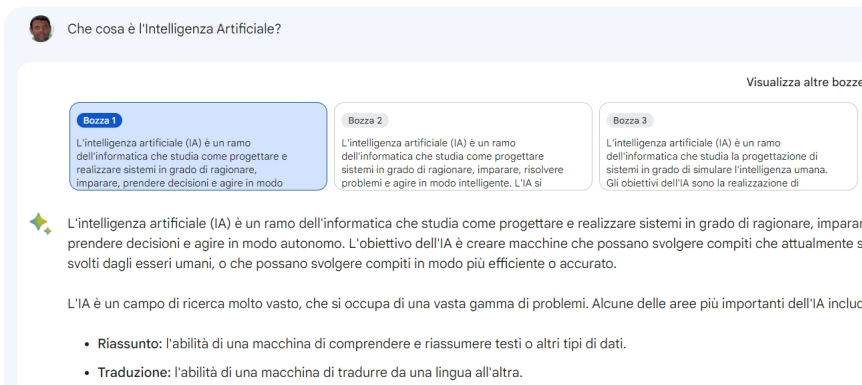 Che cosa è l'Intelligenza Artificiale?
Visualizza altre bozze
Bozza 1
L'intelligenza artificiale (IA) è un ramo
dell'informatica che studia come progettare e
realizzare sistemi in grado di ragionare,
imparare, prendere decisioni e agire in modo
Bozza 2
L'intelligenza artificiale (IA) è un ramo
dell'informatica che studia come progettare
sistemi in grado di ragionare, imparare, risolvere
problemi e agire in modo intelligente. L'IA si
Bozza 3
L'intelligenza artificiale (IA) è un ramo
dell'informatica che studia la progettazione di
sistemi in grado di simulare l'intelligenza umana.
Gli obiettivi dell'IA sono la realizzazione di
L'intelligenza artificiale (IA) è un ramo dell'informatica che studia come progettare e realizzare sistemi in grado di ragionare,
prendere decisioni e agire in modo autonomo. L'obiettivo dell'IA è creare macchine che possano svolgere compiti che attualmente
svolti dagli esseri umani, o che possano svolgere compiti in modo più efficiente o accurato.
L'IA è un campo di ricerca molto vasto, che si occupa di una vasta gamma di problemi. Alcune delle aree più importanti dell'IA
• Riassunto: l'abilità di una macchina di comprendere e riassumere testi o altri tipi di dati.
• Traduzione: l'abilità di una macchina di tradurre da una lingua all'altra.